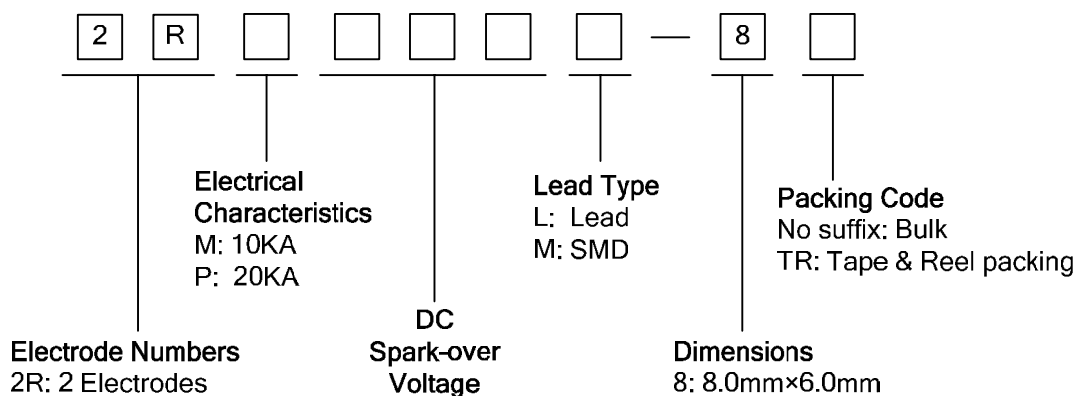 2 R — 8
Electrical
Characteristics
M: 10KA
P: 20KA
Lead Type
L: Lead
M: SMD
Packing Code
No suffix: Bulk
TR: Tape & Reel packing
Electrode Numbers
2R: 2 Electrodes
DC
Spark-over
Voltage
Dimensions
8: 8.0mm×6.0mm